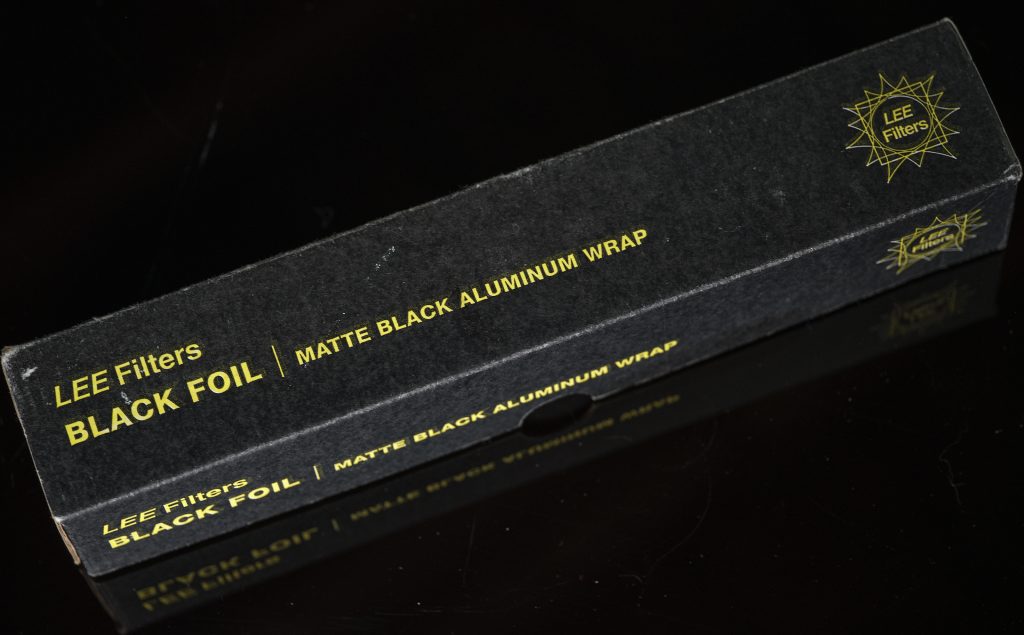 LEE
Filters
LEE Filters
BLACK FOIL | MATTE BLACK ALUMINUM WRAP
LEE
Filters
LEE Filters
BLACK FOIL | MATTE BLACK ALUMINUM WRAP